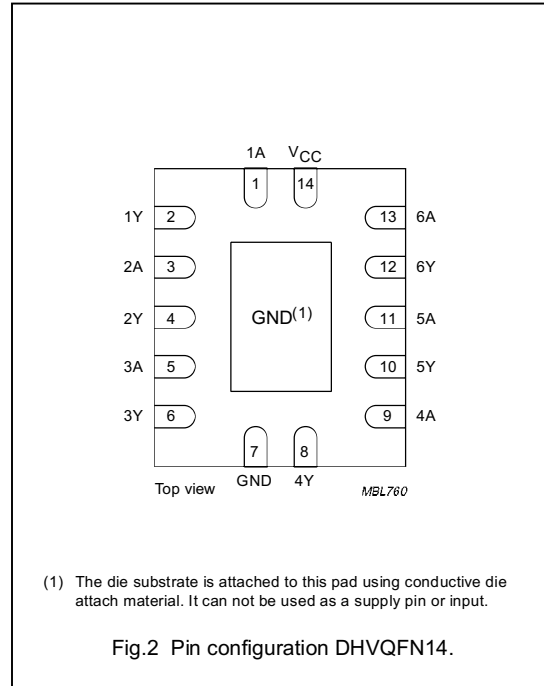 1A VCC
1 14
1Y 2 13 6A
2A 3 12 6Y
2Y 4 GND(1) 11 5A
3A 5 10 5Y
3Y 6 9 4A
7 8
Top view GND 4Y MBL760
(1) The die substrate is attached to this pad using conductive die
attach material. It can not be used as a supply pin or input.
Fig.2 Pin configuration DHVQFN14.